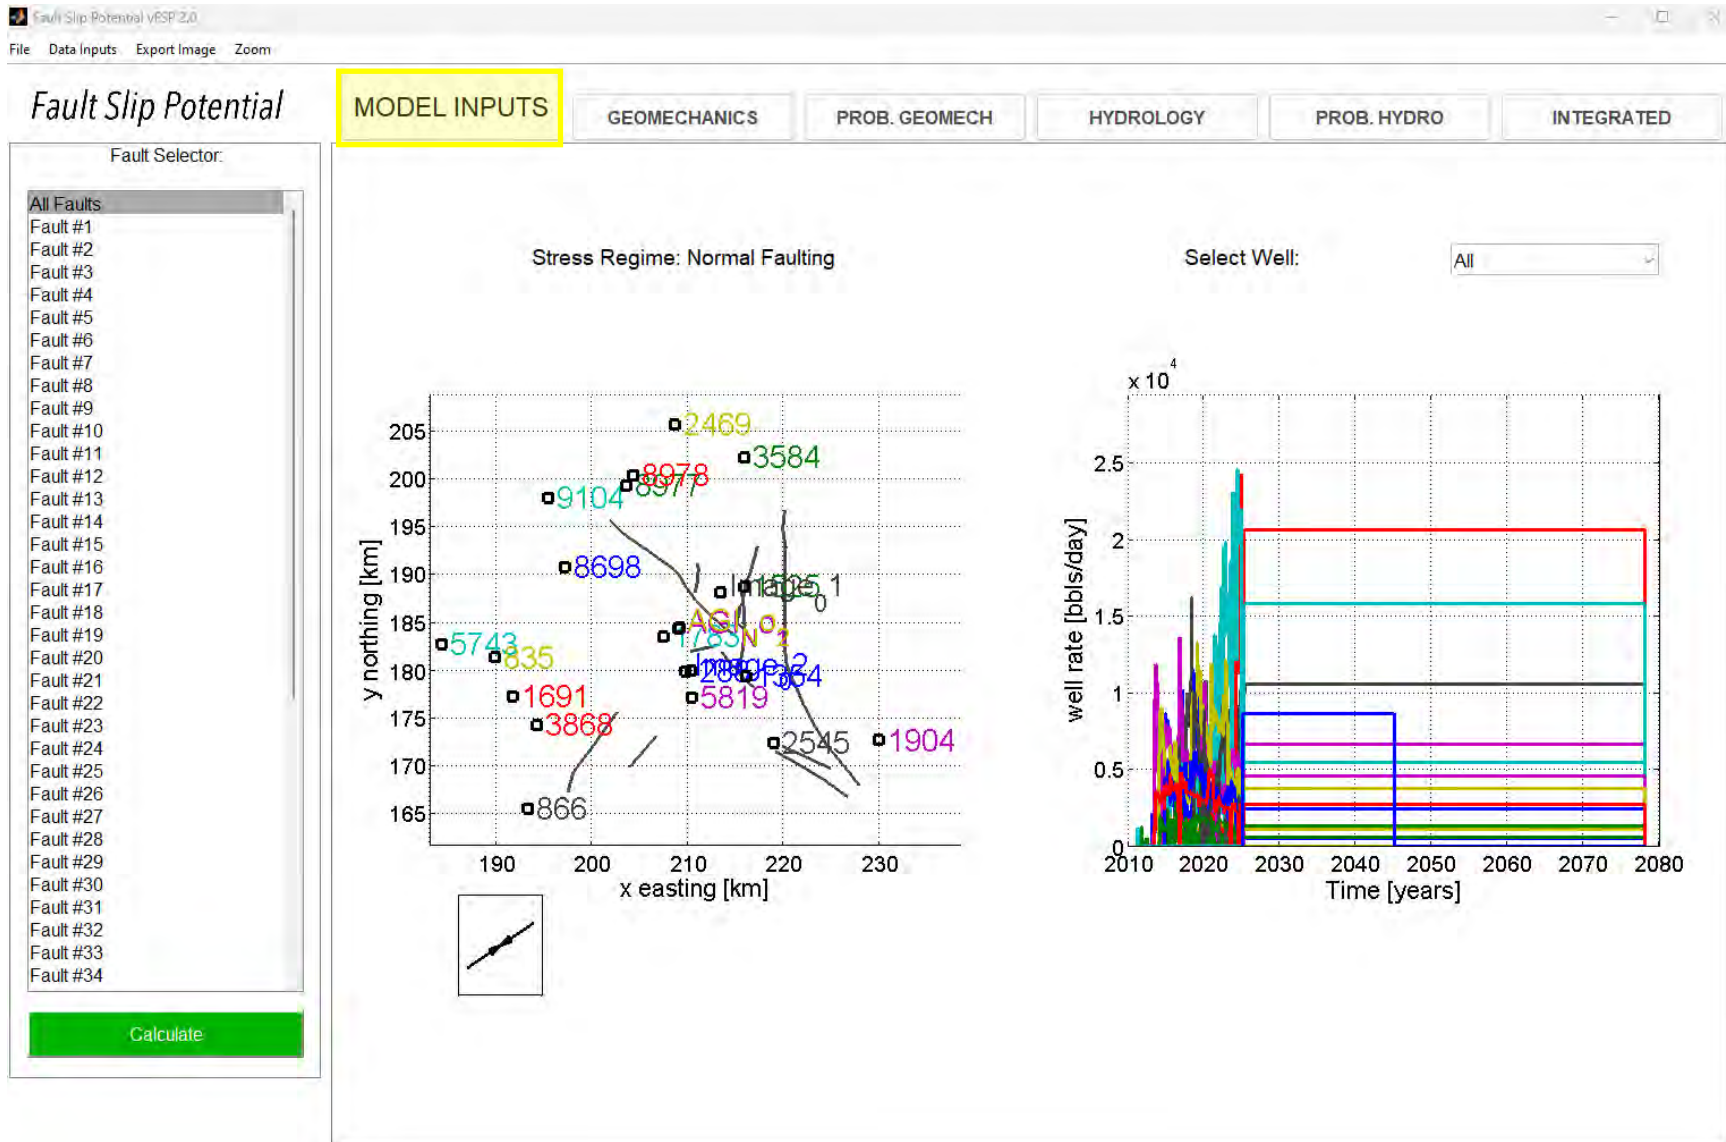 Fault Slip Potential vFSP 2.0
File Data Inputs Export Image Zoom
Fault Slip Potential
MODEL INPUTS
GEOMECHANICS
PROB. GEOMECH
HYDROLOGY
PROB. HYDRO
INTEGRATED
Fault Selector:
All Faults
Fault #1
Fault #2
Fault #3
Fault #4
Fault #5
Fault #6
Fault #7
Fault #8
Fault #9
Fault #10
Fault #11
Fault #12
Fault #13
Fault #14
Fault #15
Fault #16
Fault #17
Fault #18
Fault #19
Fault #20
Fault #21
Fault #22
Fault #23
Fault #24
Fault #25
Fault #26
Fault #27
Fault #28
Fault #29
Fault #30
Fault #31
Fault #32
Fault #33
Fault #34
Calculate
Stress Regime: Normal Faulting
y northing [km]
205
200
195
190
185
180
175
170
165
2469
3584
8978
8977
9104
8698
5743
835
1783
1691
5819
3868
2545
1904
866
190 200 210 220 230
x easting [km]
Select Well: All
x 10^4
well rate [bbls/day]
2.5
2
1.5
1
0.5
0
2010 2020 2030 2040 2050 2060 2070 2080
Time [years]